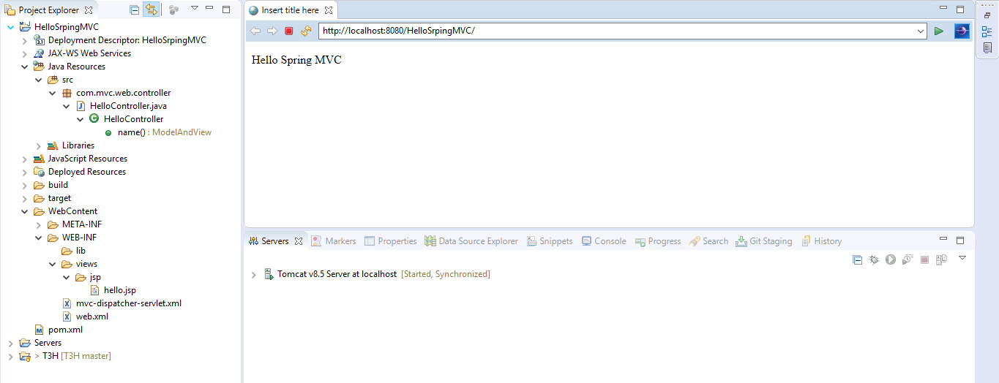 Project Explorer
HelloSrpingMVC
Deployment Descriptor: HelloSrpingMVC
JAX-WS Web Services
Java Resources
src
com.mvc.web.controller
HelloController.java
HelloController
name() : ModelAndView
Libraries
JavaScript Resources
Deployed Resources
build
target
WebContent
META-INF
WEB-INF
lib
views
jsp
hello.jsp
mvc-dispatcher-servlet.xml
web.xml
pom.xml
Servers
> T3H [T3H master]
Insert title here
http://localhost:8080/HelloSrpingMVC/
Hello Spring MVC
Servers Markers Properties Data Source Explorer Snippets Console Progress Search Git Staging History
Tomcat v8.5 Server at localhost [Started, Synchronized]